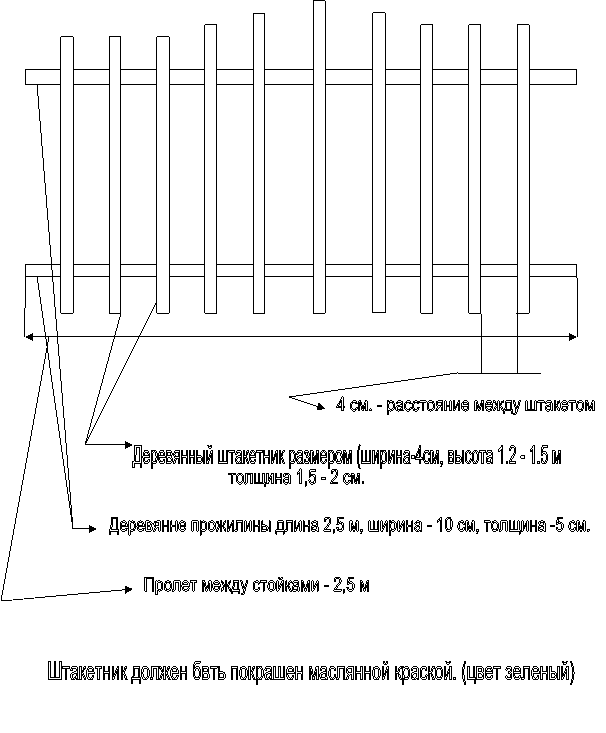 4 см. - расстояние между штакетом
Деревянный штакетник размером (ширина-4см, высота 1.2 - 1.5 м
толщина 1,5 - 2 см.
Деревянне прожилины длина 2,5 м, ширина - 10 см, толщина -5 см.
Пролет между стойками - 2,5 м
Штакетник должен бвть покрашен маслянной краской. (цвет зеленый)